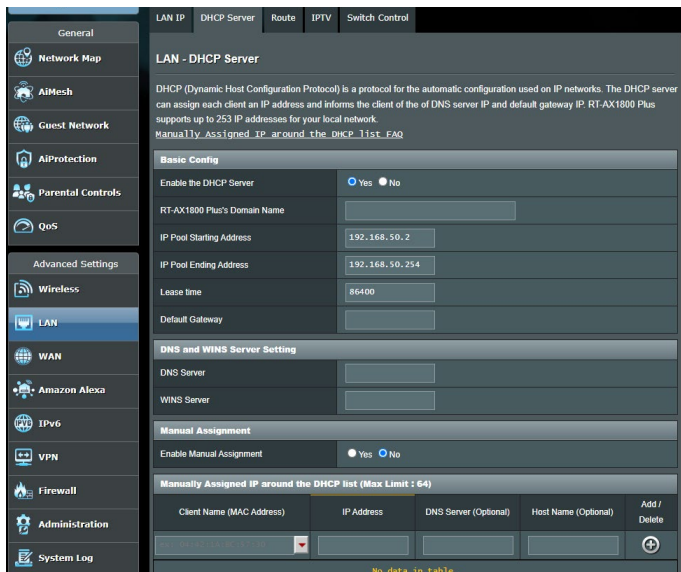 General
Network Map
AiMesh
Guest Network
AiProtection
Parental Controls
QoS
Advanced Settings
Wireless
LAN
WAN
Amazon Alexa
IPv6
VPN
Firewall
Administration
System Log
LAN IP DHCP Server Route IPTV Switch Control
LAN - DHCP Server
DHCP (Dynamic Host Configuration Protocol) is a protocol for the automatic configuration used on IP networks. The DHCP server
can assign each client an IP address and informs the client of the of DNS server IP and default gateway IP. RT-AX1800 Plus
supports up to 253 IP addresses for your local network.
Manually Assigned IP around the DHCP list FAQ
Basic Config
Enable the DHCP Server Yes No
RT-AX1800 Plus's Domain Name
IP Pool Starting Address 192.168.50.2
IP Pool Ending Address 192.168.50.254
Lease time 86400
Default Gateway
DNS and WINS Server Setting
DNS Server
WINS Server
Manual Assignment
Enable Manual Assignment Yes No
Manually Assigned IP around the DHCP list (Max Limit : 64)
Client Name (MAC Address) IP Address DNS Server (Optional) Host Name (Optional) Add /
Delete
No data in table